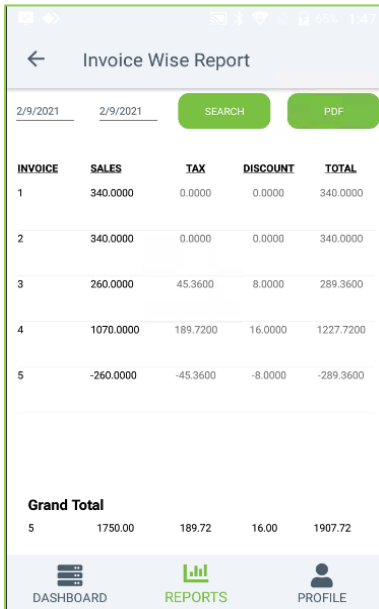 65% 1:47
Invoice Wise Report
2/9/2021 2/9/2021 SEARCH PDF
INVOICE SALES TAX DISCOUNT TOTAL
1 340.0000 0.0000 0.0000 340.0000
2 340.0000 0.0000 0.0000 340.0000
3 260.0000 45.3600 8.0000 289.3600
4 1070.0000 189.7200 16.0000 1227.7200
5 -260.0000 -45.3600 -8.0000 -289.3600
Grand Total
5 1750.00 189.72 16.00 1907.72
DASHBOARD REPORTS PROFILE